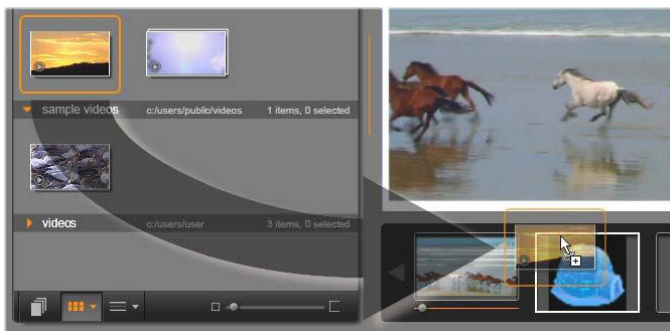 sample videos c:/users/public/videos 1 items, 0 selected
videos c:/users/user 3 items, 0 selected